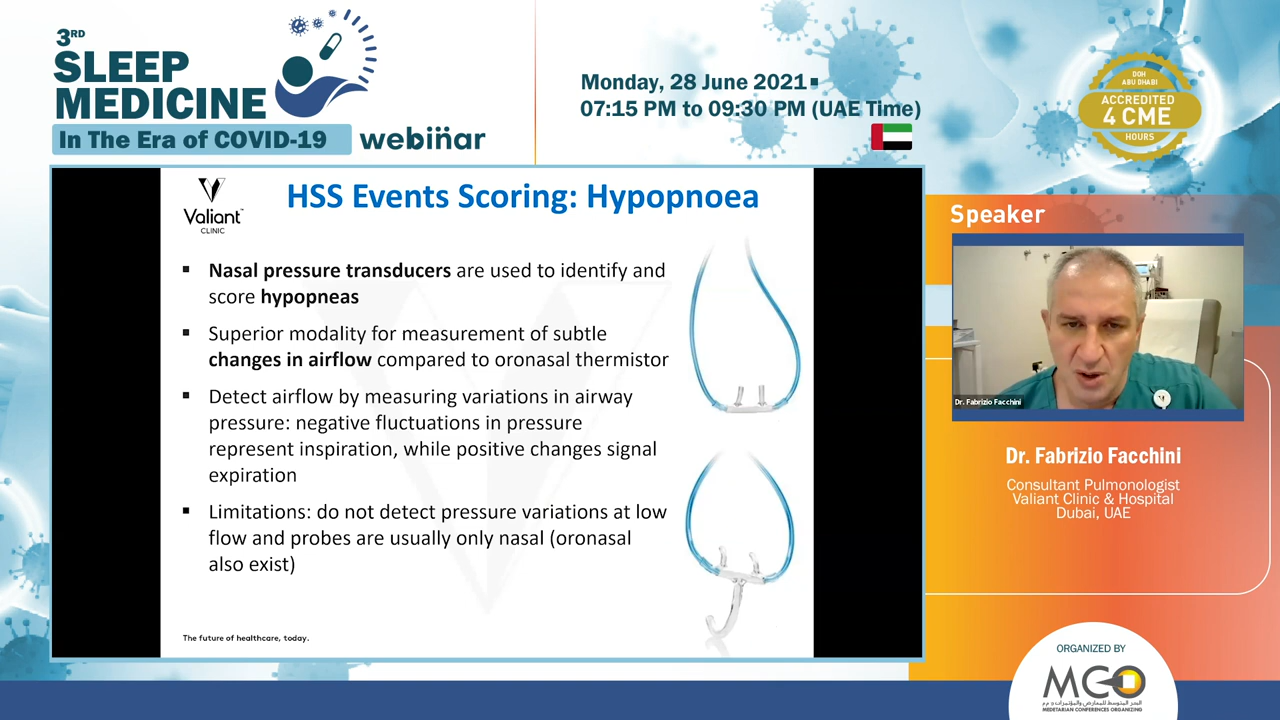 3RD
SLEEP
MEDICINE
In The Era of COVID-19
webinar
Monday, 28 June 2021
07:15 PM to 09:30 PM (UAE Time)
DOH
ABU DHABI
ACCREDITED
4 CME
HOURS
Valiant™
CLINIC
HSS Events Scoring: Hypopnoea
▪ Nasal pressure transducers are used to identify and
score hypopneas
▪ Superior modality for measurement of subtle
changes in airflow compared to oronasal thermistor
▪ Detect airflow by measuring variations in airway
pressure: negative fluctuations in pressure
represent inspiration, while positive changes signal
expiration
▪ Limitations: do not detect pressure variations at low
flow and probes are usually only nasal (oronasal
also exist)
The future of healthcare, today.
Speaker
Dr. Fabrizio Facchini
Dr. Fabrizio Facchini
Consultant Pulmonologist
Valiant Clinic & Hospital
Dubai, UAE
ORGANIZED BY
MCO
البحر المتوسط للمعارض والمؤتمرات ذ م م
MEDETARIAN CONFERENCES ORGANIZING